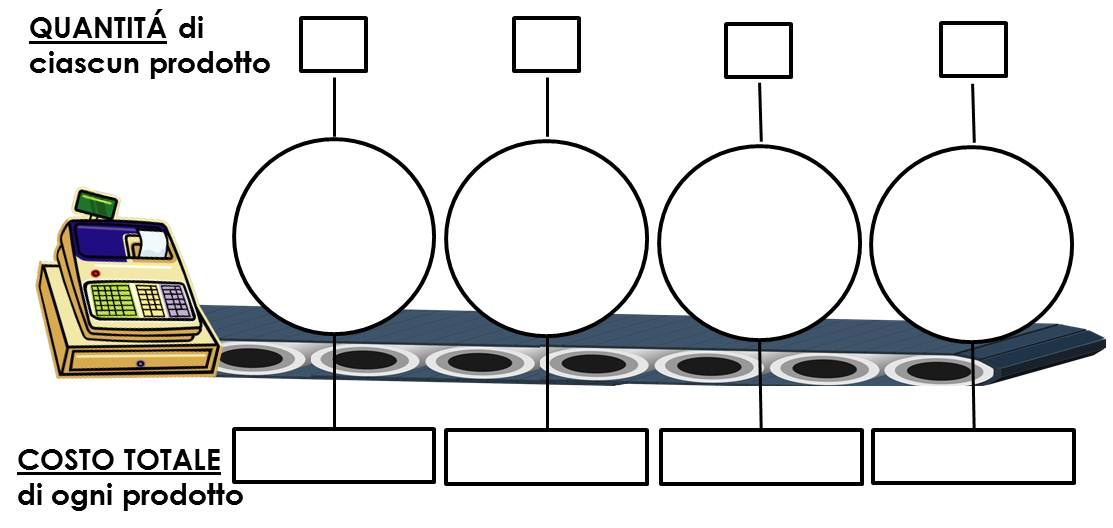 QUANTITÁ di
ciascun prodotto
COSTO TOTALE
di ogni prodotto